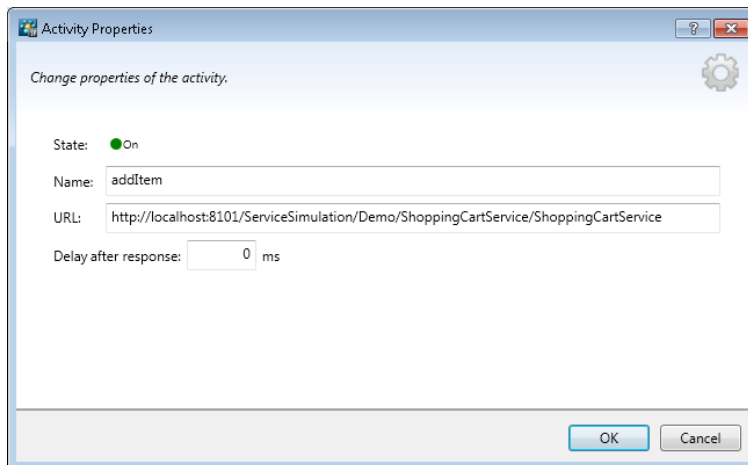 Activity Properties
?
Change properties of the activity.
State: On
Name: addItem
URL: http://localhost:8101/ServiceSimulation/Demo/ShoppingCartService/ShoppingCartService
Delay after response: 0 ms
OK Cancel